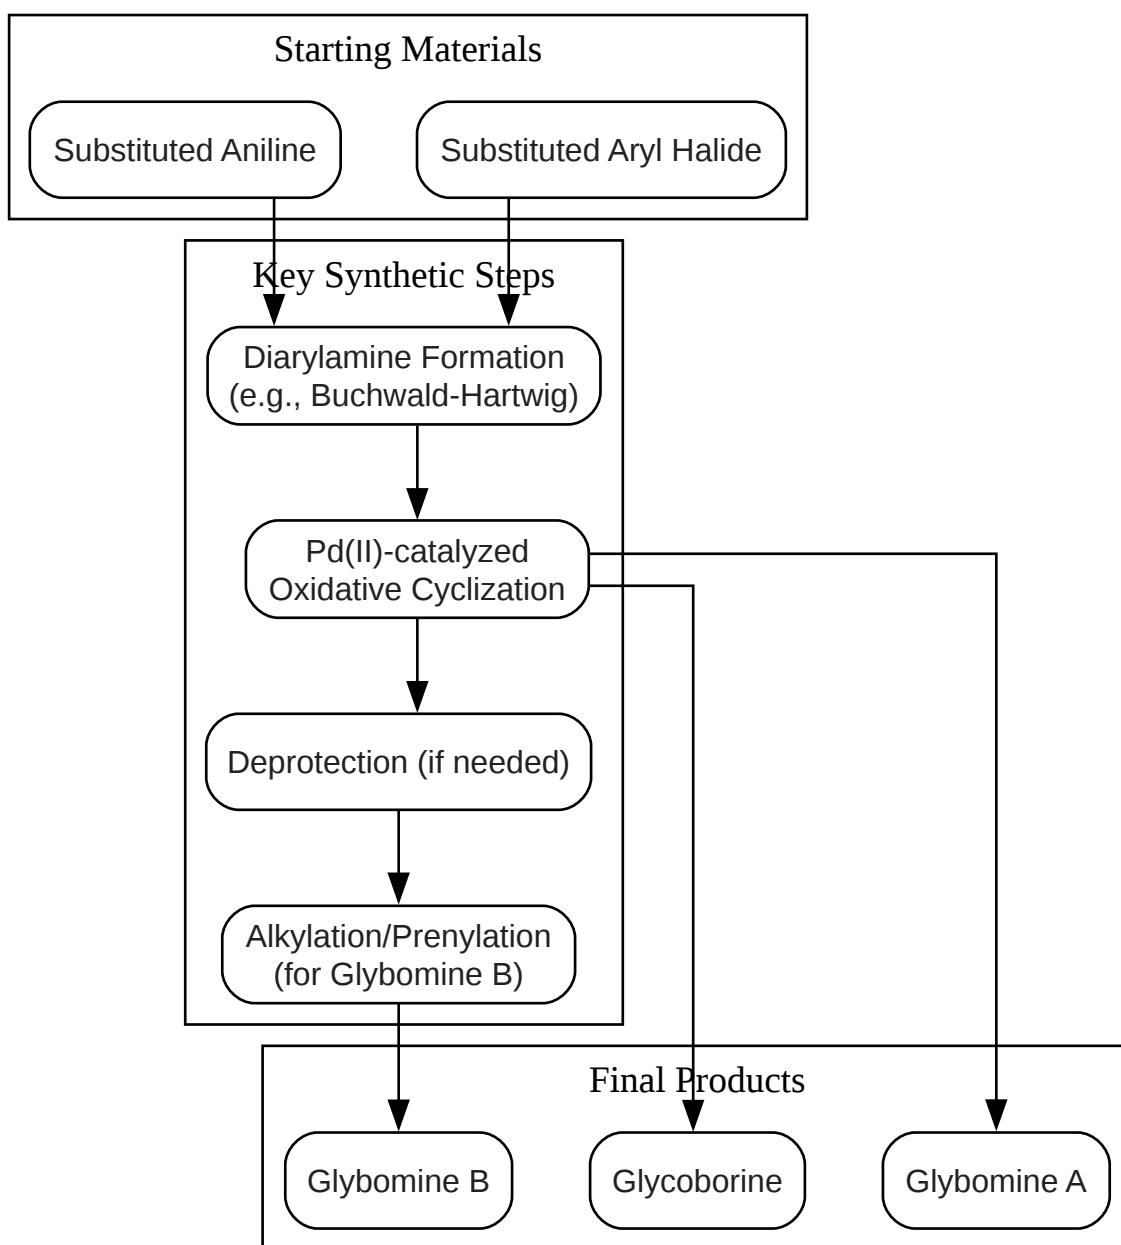 Starting Materials
Substituted Aniline
Substituted Aryl Halide
Key Synthetic Steps
Diarylamine Formation
(e.g., Buchwald-Hartwig)
Pd(II)-catalyzed
Oxidative Cyclization
Deprotection (if needed)
Alkylation/Prenylation
(for Glybomine B)
Final Products
Glybomine B
Glycoborine
Glybomine A